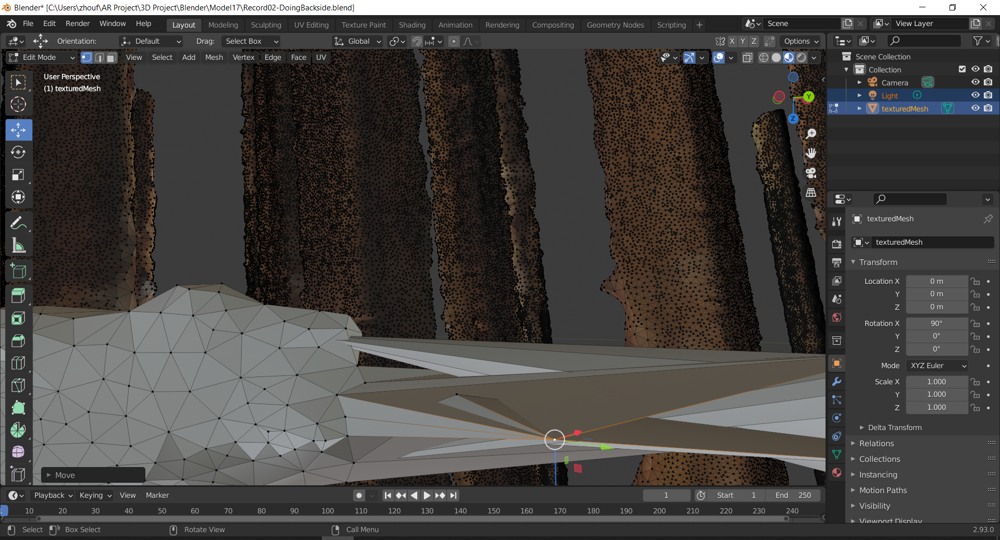 Blender* [C:\Users\zhouf\AR Project\3D Project\Blender\Model17\Record02-DoingBackside.blend]
File Edit Render Window Help Layout Modeling Sculpting UV Editing Texture Paint Shading Animation Rendering Compositing Geometry Nodes Scripting + Scene View Layer
Orientation: Default Drag: Select Box Global X Y Z Options
Edit Mode View Select Add Mesh Vertex Edge Face UV
User Perspective
(1) texturedMesh
Y
Z
Move
Scene Collection
Collection
Camera
Light
texturedMesh
texturedMesh
texturedMesh
Transform
Location X 0 m
Y 0 m
Z 0 m
Rotation X 90°
Y 0°
Z 0°
Mode XYZ Euler
Scale X 1.000
Y 1.000
Z 1.000
Delta Transform
Relations
Collections
Instancing
Motion Paths
Visibility
Viewport Display
Playback Keying View Marker 1 Start 1 End 250
1 10 20 30 40 50 60 70 80 90 100 110 120 130 140 150 160 170 180 190 200 210 220 230 240
Select Box Select Rotate View Call Menu 2.93.0